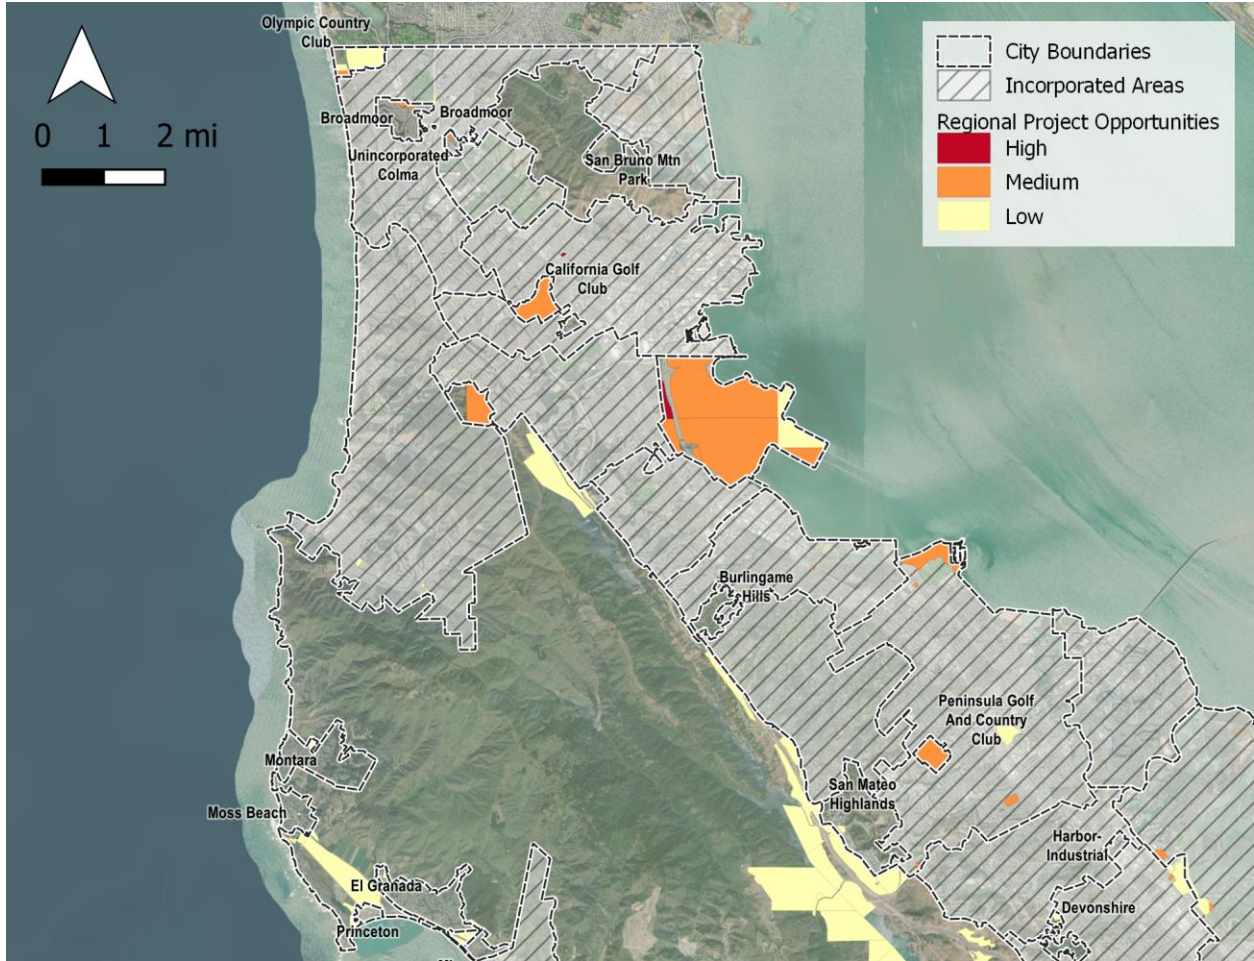 Olympic Country
Club
City Boundaries
Incorporated Areas
Regional Project Opportunities
High
Medium
Low
0 1 2 mi
Broadmoor
Broadmoor
Unincorporated
Colma
San Bruno Mtn
Park
California Golf
Club
Burlingame
Hills
Peninsula Golf
And Country
Club
Montara
San Mateo
Highlands
Moss Beach
Harbor-
Industrial
El Granada
Devonshire
Princeton